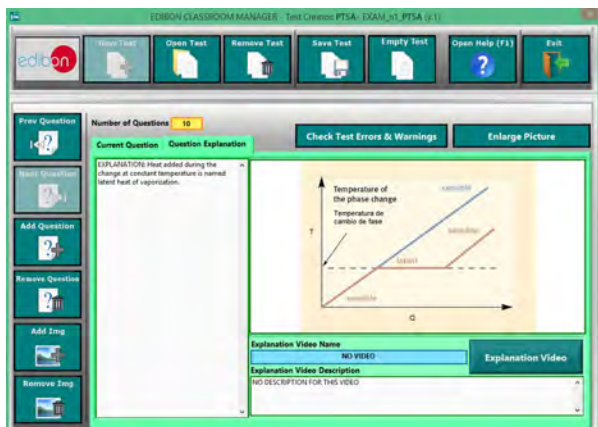 EDIBON CLASSROOM MANAGER - Test Creation PTSA- EXAM_n1_PTSA (z1)
edibon
New Test
Open Test
Remove Test
Save Test
Empty Test
Open Help (F1)
Exit
Prev Question
Next Question
Add Question
Remove Question
Add Img
Remove Img
Number of Questions 10
Check Test Errors & Warnings
Enlarge Picture
Current Question
Question Explanation
EXPLANATION: Heat added during the
change at constant temperature is named
latent heat of vaporization.
Temperature of
the phase change
Temperatura de
cambio de fase
T
sensible
sensible
latent
sensible
Q
Explanation Video Name
NO VIDEO
Explanation Video
Explanation Video Description
NO DESCRIPTION FOR THIS VIDEO